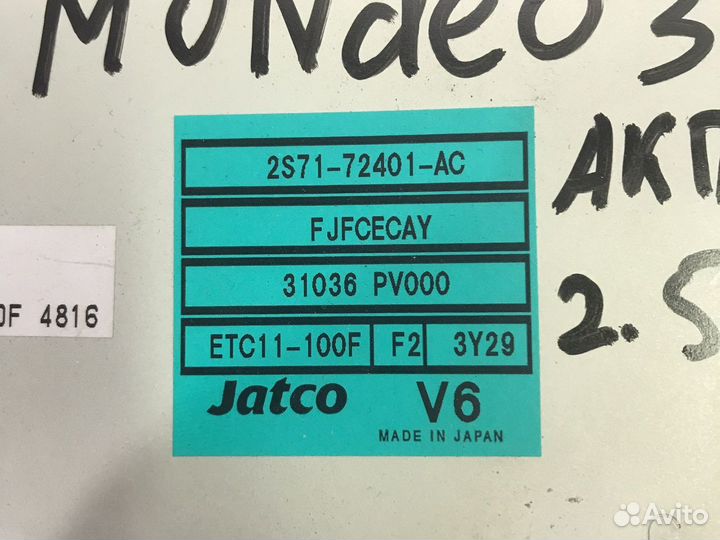 MONDEO 3
АКП
2.5
2S71-72401-AC
FJFCECAY
31036 PV000
ETC11-100F F2 3Y29
Jatco V6
MADE IN JAPAN
0F 4816
Avito